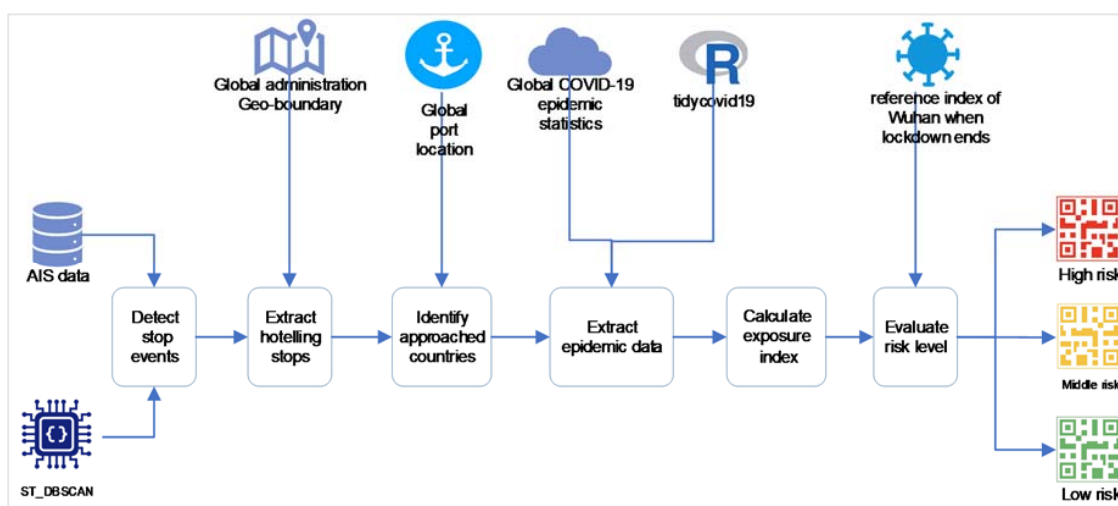 Global administration
Geo-boundary
Global
port
location
Global COVID-19
epidemic
statistics
R
tidycovid19
reference index of
Wuhan when
lockdown ends
AIS data
Detect
stop
events
Extract
hotelling
stops
Identify
approached
countries
Extract
epidemic data
Calculate
exposure
index
Evaluate
risk level
High risk
Middle risk
Low risk
{}
ST_DBSCAN